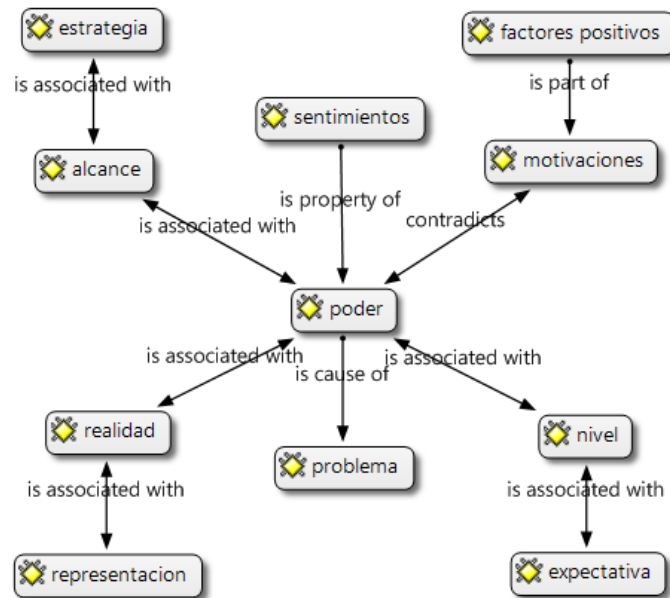 estrategia
factores positivos
is associated with
is part of
sentimientos
alcance
motivaciones
is property of
is associated with
contradicts
poder
is associated with
is associated with
is cause of
realidad
nivel
problema
is associated with
is associated with
representacion
expectativa